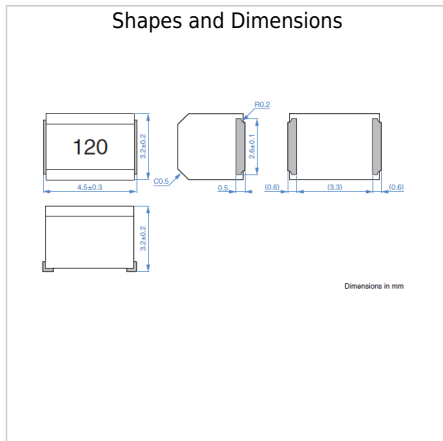 Shapes and Dimensions
120
3.2±0.2
4.5±0.3
R0.2
2.6±0.1
C0.5
0.5
(0.6)
(3.3)
(0.6)
3.2±0.2
Dimensions in mm